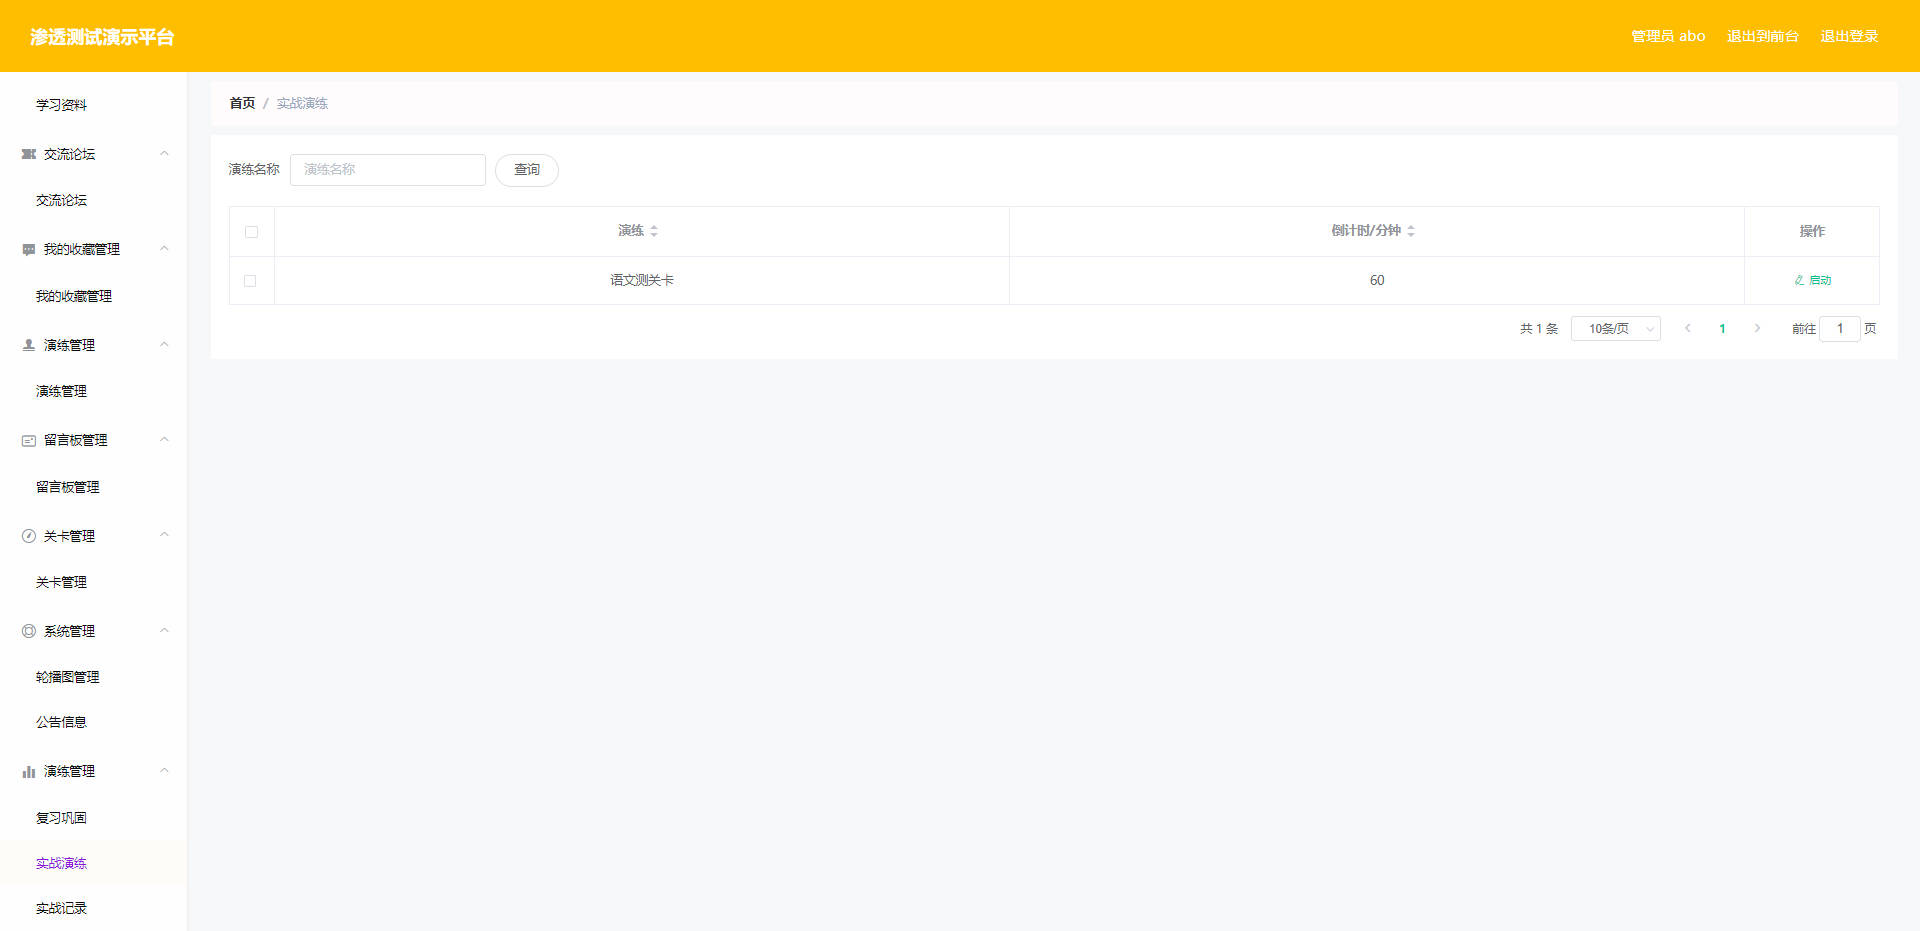 渗透测试演示平台
管理员 abo 退出到前台 退出登录
学习资料
交流论坛
交流论坛
我的收藏管理
我的收藏管理
演练管理
演练管理
留言板管理
留言板管理
关卡管理
关卡管理
系统管理
轮播图管理
公告信息
演练管理
复习巩固
实战演练
实战记录
首页 / 实战演练
演练名称 演练名称 查询
演练 倒计时/分钟 操作
语文测关卡 60 启动
共 1 条 10条/页 1 前往 1 页